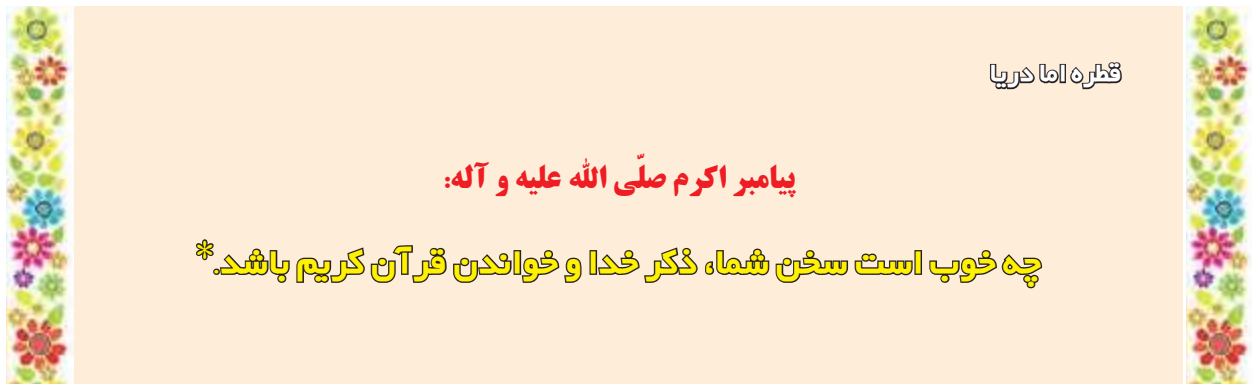 قطره اما دریا
پیامبر اکرم صلّی الله علیه و آله:
چه خوب است سخن شما، ذکر خدا و خواندن قرآن کریم باشد.*